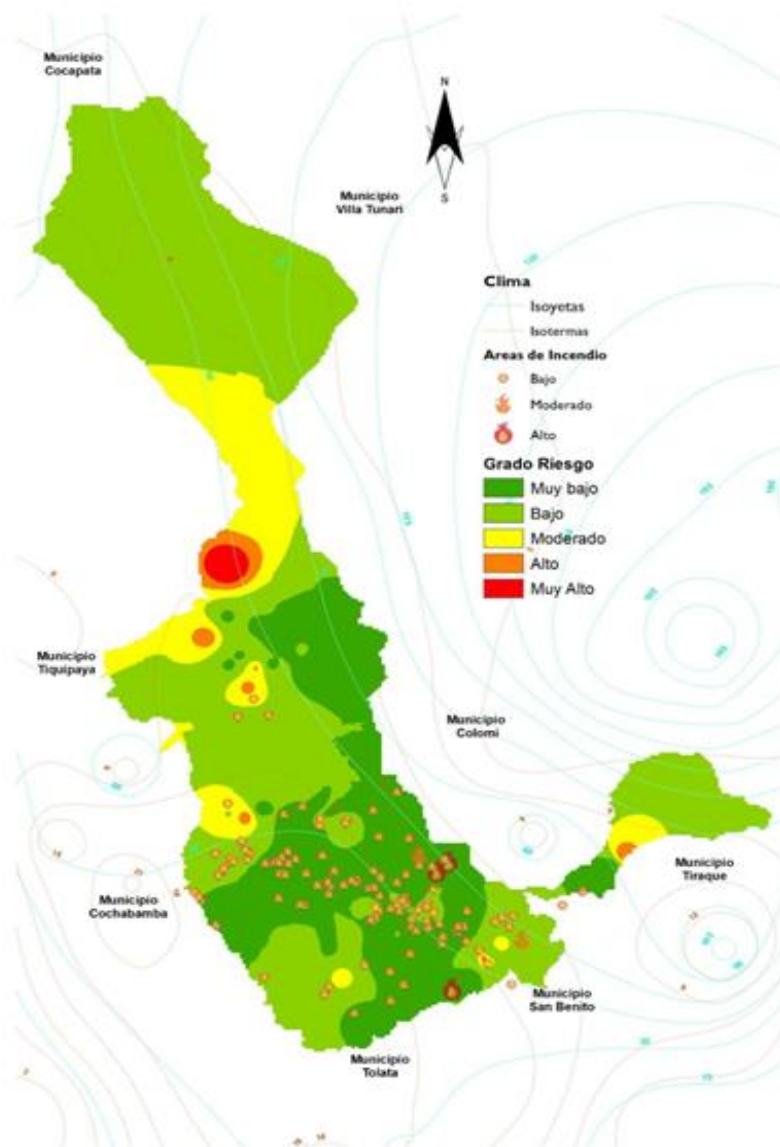 Municipio
Cocapata
N
S
Municipio
Villa Tunari
Clima
Isoyetas
Isotermas
Areas de Incendio
Bajo
Moderado
Alto
Grado Riesgo
Muy bajo
Bajo
Moderado
Alto
Muy Alto
Municipio
Tiquipaya
Municipio
Colomi
Municipio
Tiraque
Municipio
Cochabamba
Municipio
San Benito
Municipio
Tolata